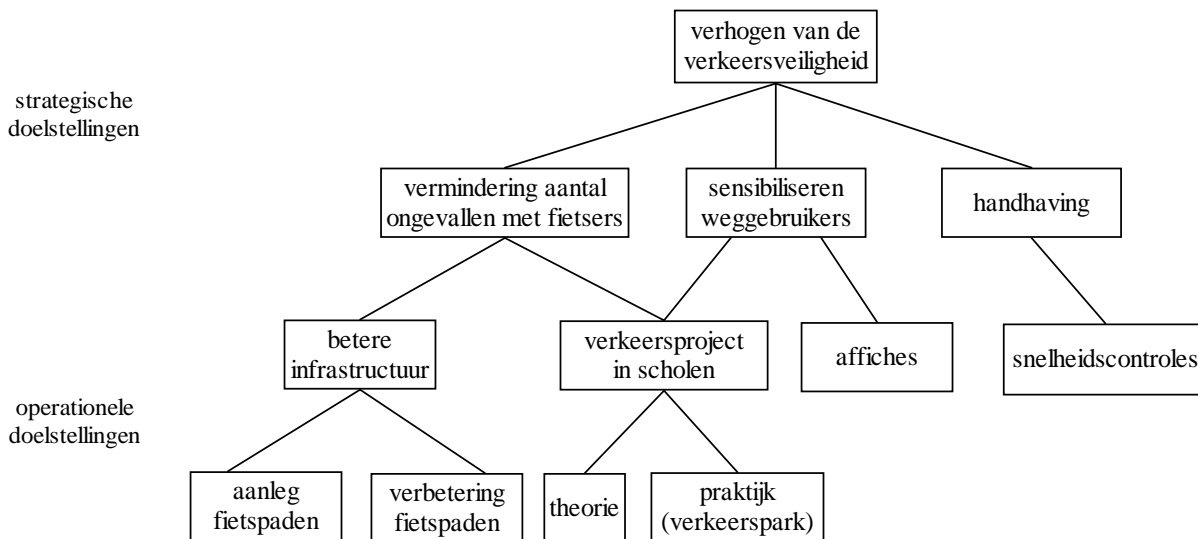 verhogen van de
verkeersveiligheid
strategische
doelstellingen
vermindering aantal
ongevallen met fietsers
sensibiliseren
weggebruikers
handhaving
betere
infrastructuur
verkeersproject
in scholen
affiches
snelheidscontroles
operationele
doelstellingen
aanleg
fietspaden
verbetering
fietspaden
theorie
praktijk
(verkeerspark)